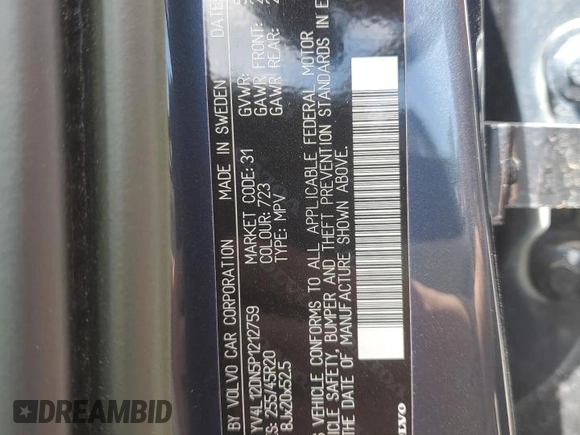 BY VOLVO CAR CORPORATION MADE IN SWEDEN DATE
GVWR:
GAWR FRONT:
GAWR REAR:
YV4L12DN5P1212759 MARKET CODE: 31
255/45R20 COLOUR: 723
8Jx20x52.5 TYPE: MPV
VEHICLE CONFORMS TO ALL APPLICABLE FEDERAL MOTOR
SAFETY, BUMPER AND THEFT PREVENTION STANDARDS IN
THE DATE OF MANUFACTURE SHOWN ABOVE.
AutoBidMaster